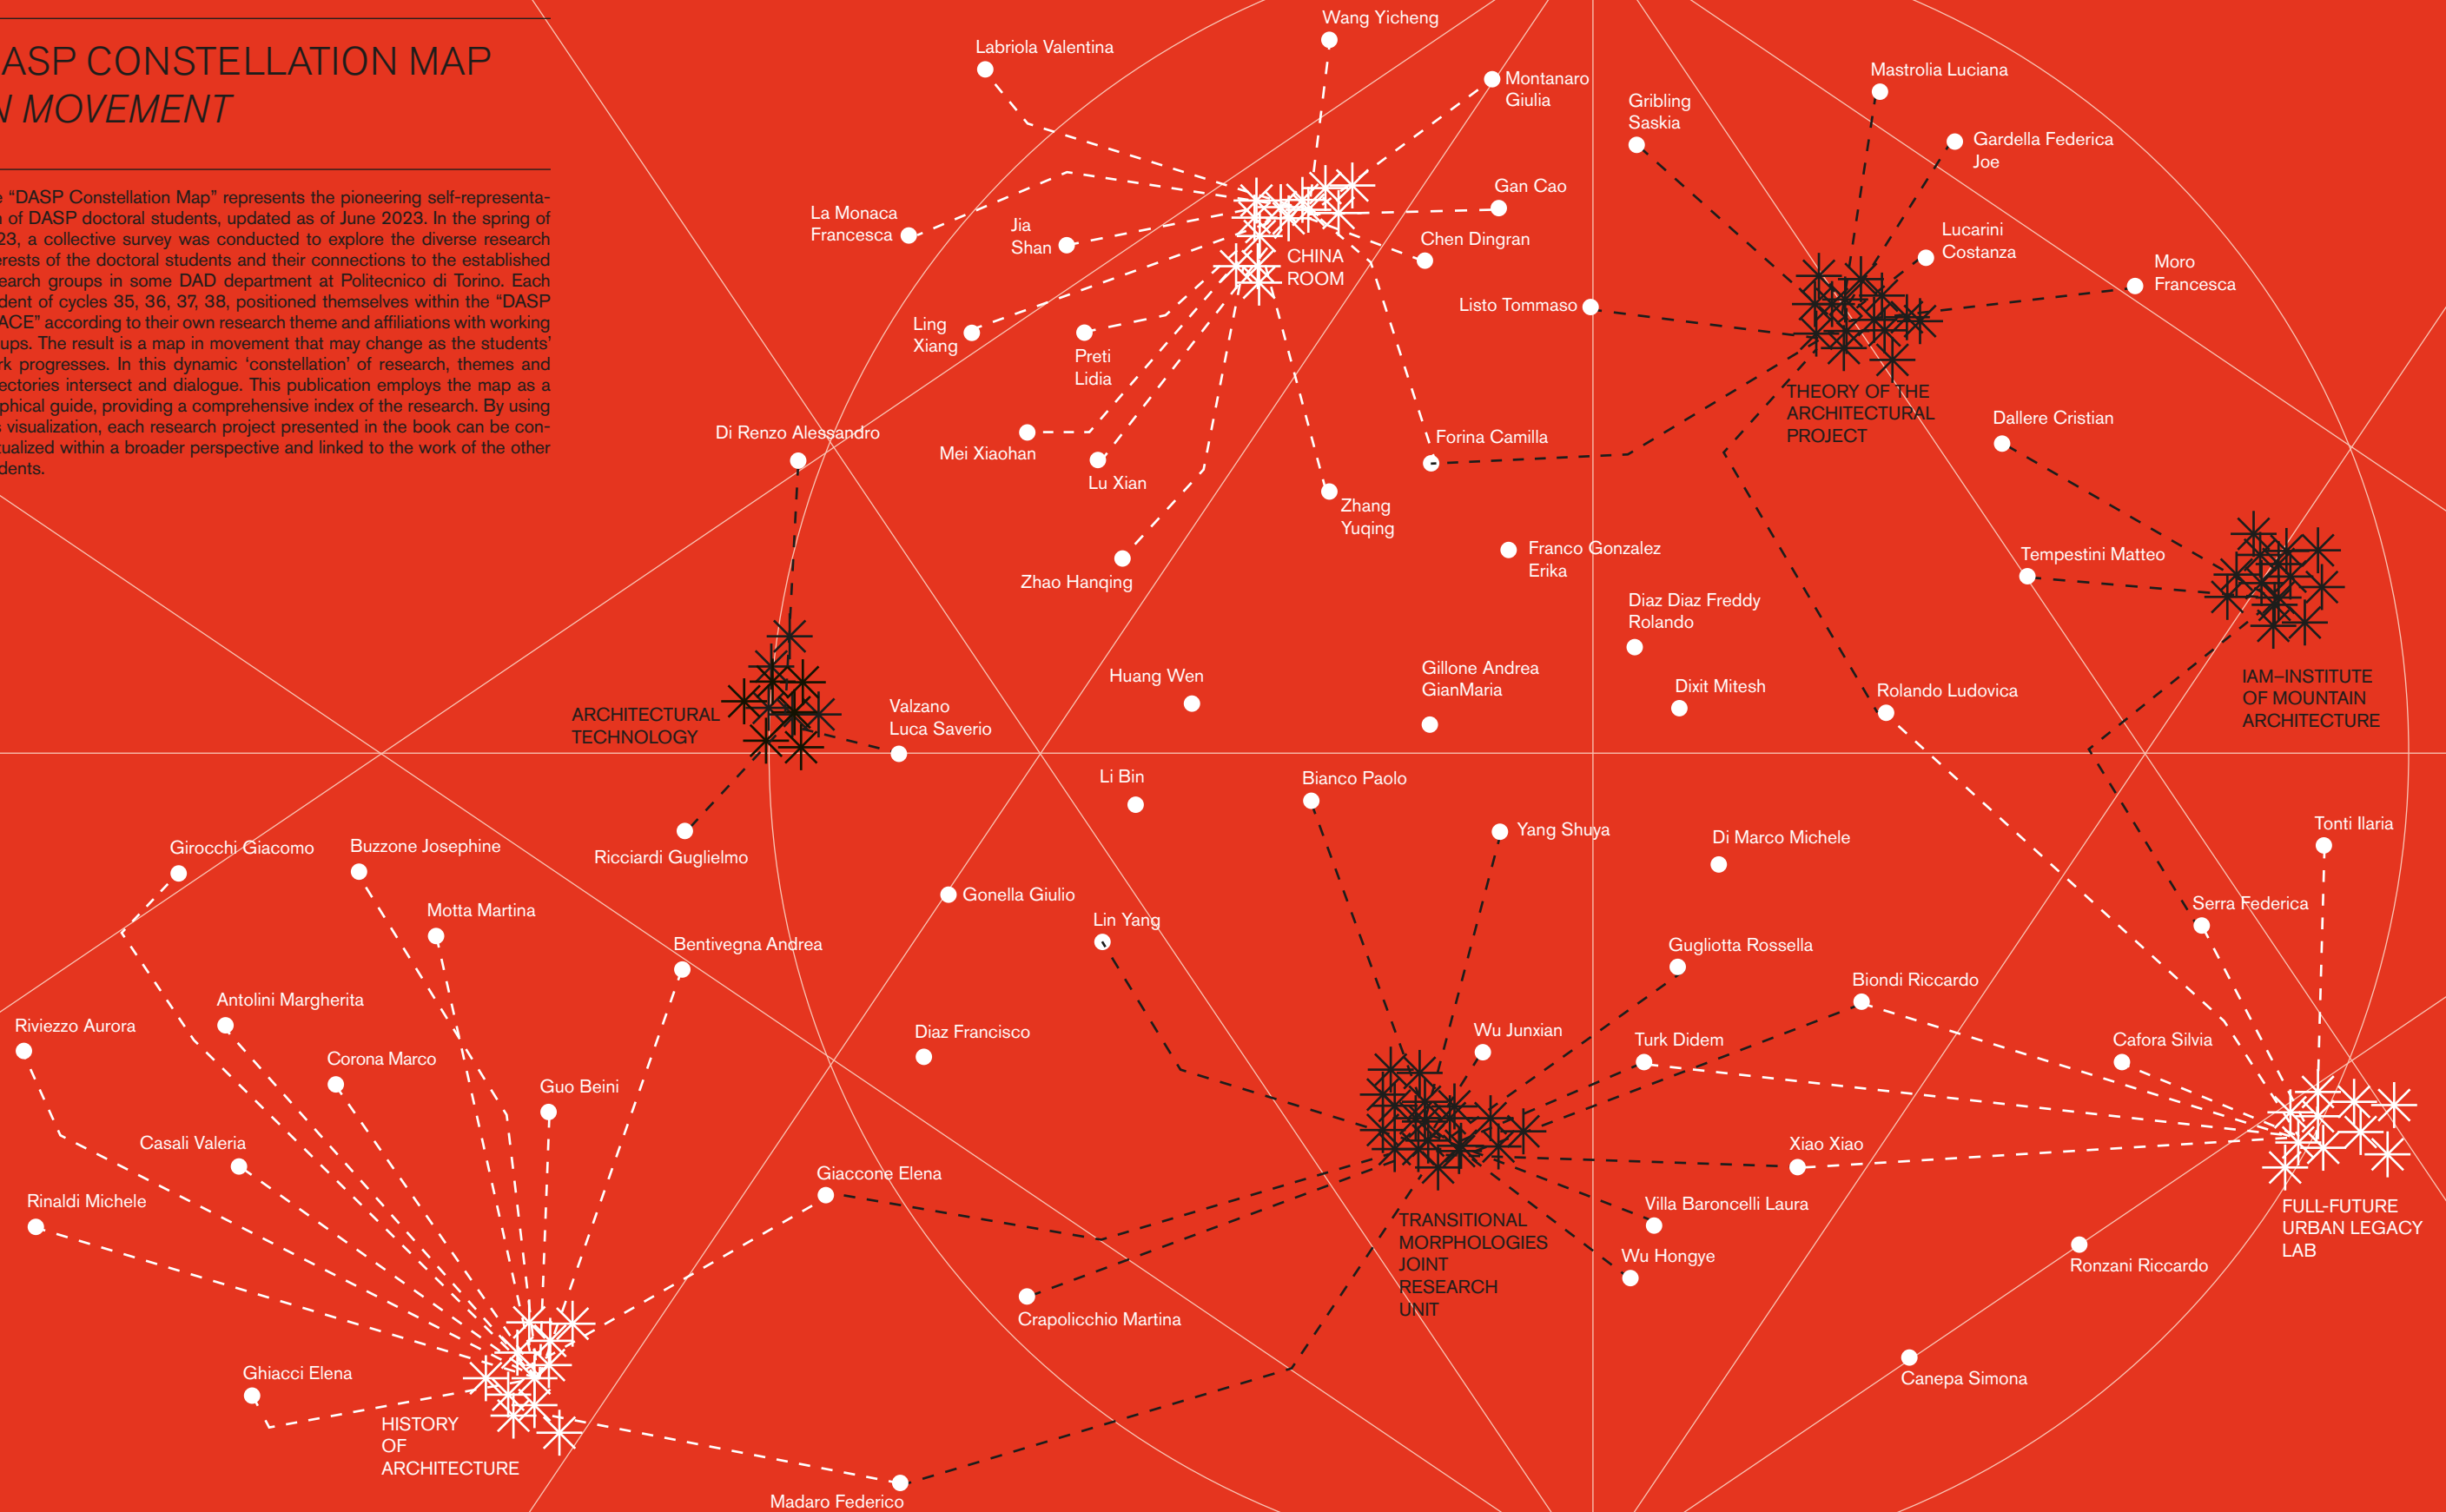 ASP CONSTELLATION MAP
MOVEMENT
"DASP Constellation Map" represents the pioneering self-representa-
of DASP doctoral students, updated as of June 2023. In the spring of
23, a collective survey was conducted to explore the diverse research
erests of the doctoral students and their connections to the established
earch groups in some DAD department at Politecnico di Torino. Each
dent of cycles 35, 36, 37, 38, positioned themselves within the "DASP
ACE" according to their own research theme and affiliations with working
ups. The result is a map in movement that may change as the students'
rk progresses. In this dynamic 'constellation' of research, themes and
ectories intersect and dialogue. This publication employs the map as a
phical guide, providing a comprehensive index of the research. By using
s visualization, each research project presented in the book can be con-
tualized within a broader perspective and linked to the work of the other
dents.
Wang Yicheng
Labriola Valentina
Montanaro
Giulia
Mastrolia Luciana
Gribling
Saskia
Gardella Federica
Joe
La Monaca
Francesca
Jia
Shan
Gan Cao
Chen Dingran
CHINA
ROOM
Lucarini
Costanza
Moro
Francesca
Listo Tommaso
Ling
Xiang
Preti
Lidia
THEORY OF THE
ARCHITECTURAL
PROJECT
Dallere Cristian
Di Renzo Alessandro
Mei Xiaohan
Lu Xian
Forina Camilla
Zhang
Yuqing
Zhao Hanqing
Franco Gonzalez
Erika
Tempestini Matteo
Diaz Diaz Freddy
Rolando
Huang Wen
Gillone Andrea
GianMaria
Dixit Mitesh
Rolando Ludovica
IAM–INSTITUTE
OF MOUNTAIN
ARCHITECTURE
ARCHITECTURAL
TECHNOLOGY
Valzano
Luca Saverio
Li Bin
Bianco Paolo
Yang Shuya
Di Marco Michele
Tonti Ilaria
Girocchi Giacomo
Buzzone Josephine
Ricciardi Guglielmo
Gonella Giulio
Motta Martina
Lin Yang
Serra Federica
Bentivegna Andrea
Gugliotta Rossella
Biondi Riccardo
Antolini Margherita
Riviezzo Aurora
Diaz Francisco
Wu Junxian
Turk Didem
Cafora Silvia
Corona Marco
Guo Beini
Casali Valeria
Xiao Xiao
Giaccone Elena
Rinaldi Michele
Villa Baroncelli Laura
TRANSITIONAL
MORPHOLOGIES
JOINT
RESEARCH
UNIT
FULL-FUTURE
URBAN LEGACY
LAB
Wu Hongye
Ronzani Riccardo
Crapolicchio Martina
Ghiacci Elena
Canepa Simona
HISTORY
OF
ARCHITECTURE
Madaro Federico